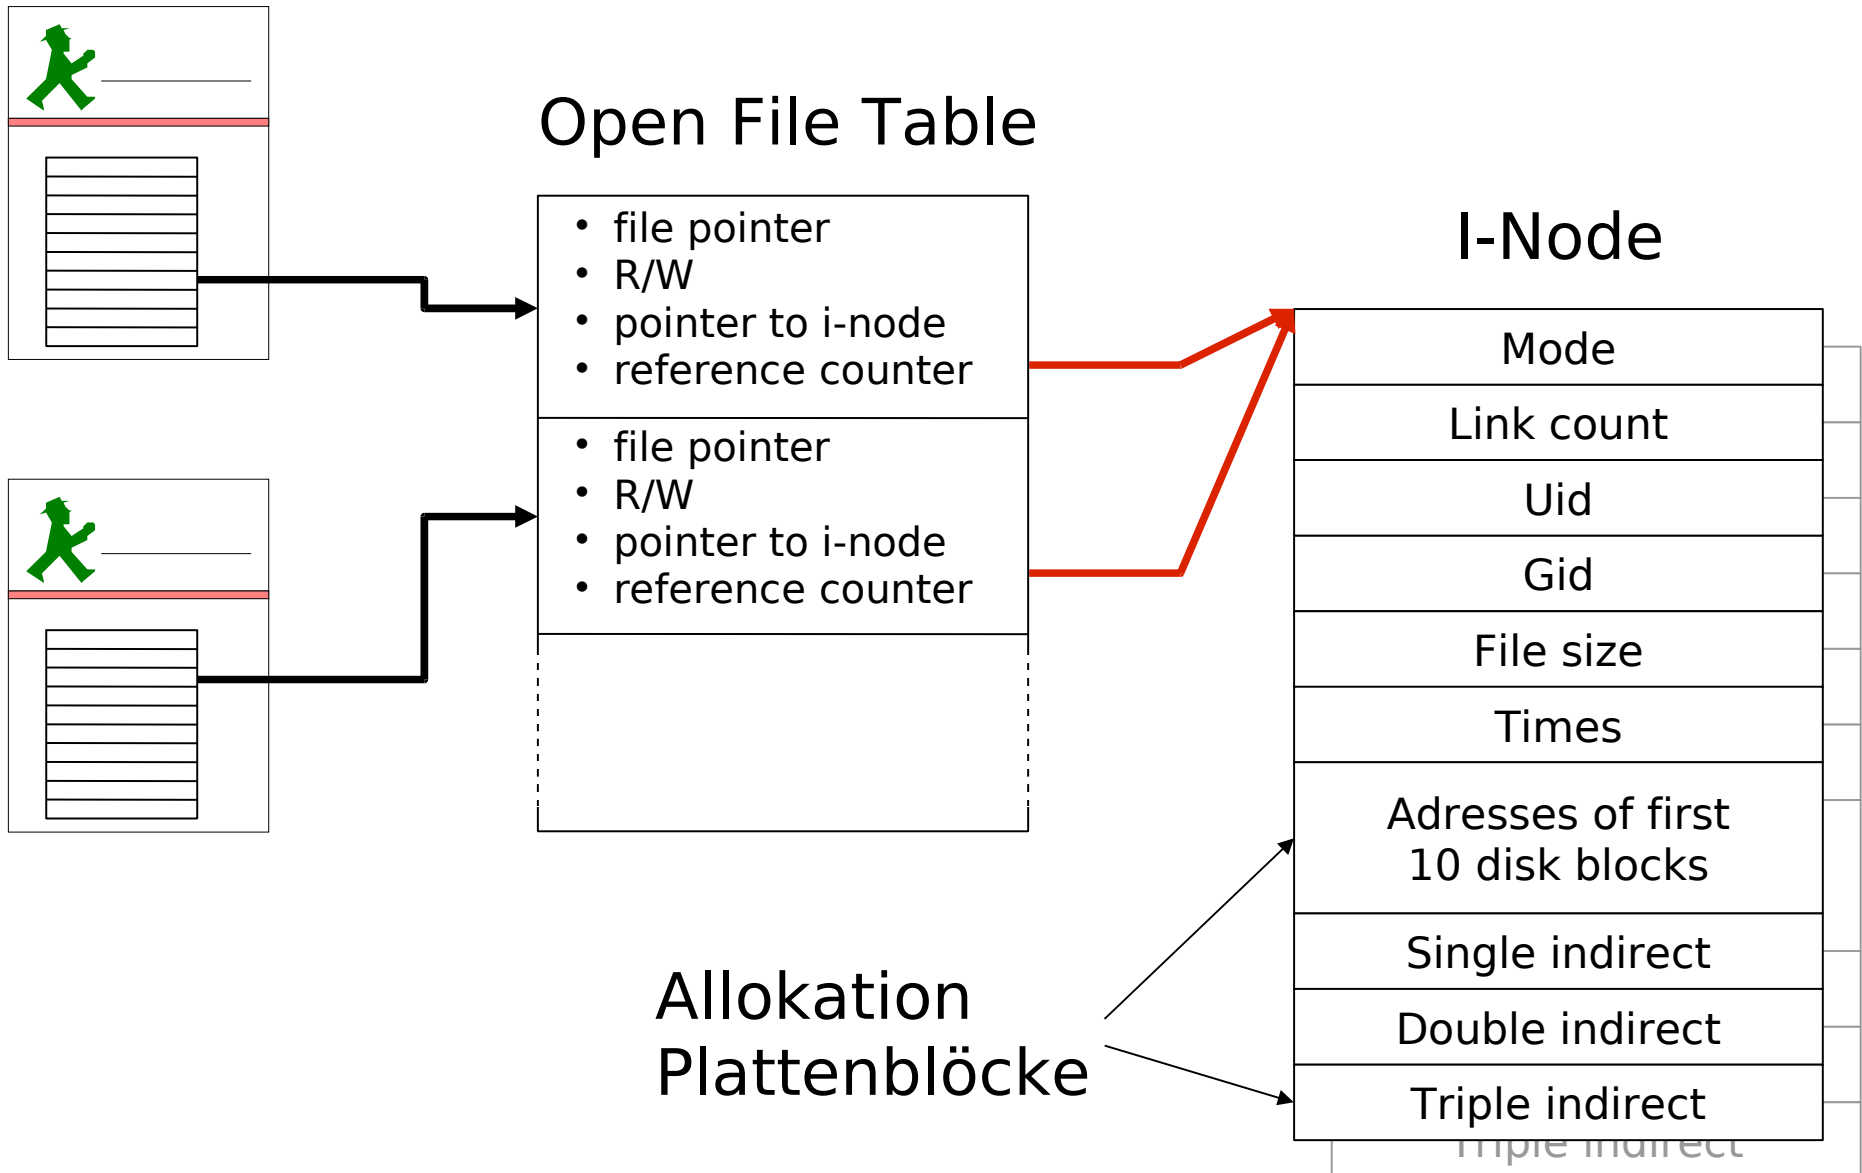 Open File Table
• file pointer
• R/W
• pointer to i-node
• reference counter
• file pointer
• R/W
• pointer to i-node
• reference counter
I-Node
Mode
Link count
Uid
Gid
File size
Times
Adresses of first
10 disk blocks
Single indirect
Double indirect
Triple indirect
Triple indirect
Allokation
Plattenblöcke